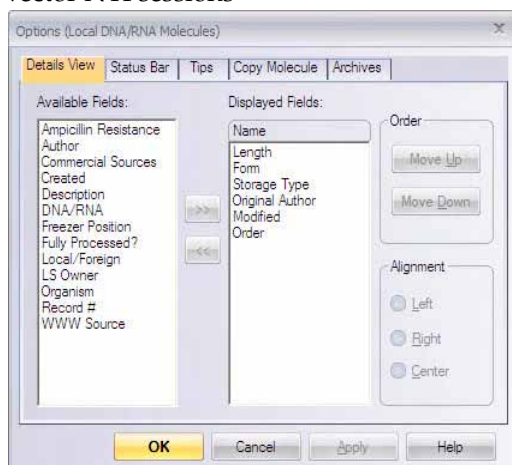 Options (Local DNA/RNA Molecules)
Details View Status Bar Tips Copy Molecule Archives
Available Fields:
Ampicillin Resistance
Author
Commercial Sources
Created
Description
DNA/RNA
Freezer Position
Fully Processed?
Local/Foreign
LS Owner
Organism
Record #
WWW Source
>>
<<
Displayed Fields:
Name
Length
Form
Storage Type
Original Author
Modified
Order
Order
Move Up
Move Down
Alignment
Left
Right
Center
OK Cancel Apply Help